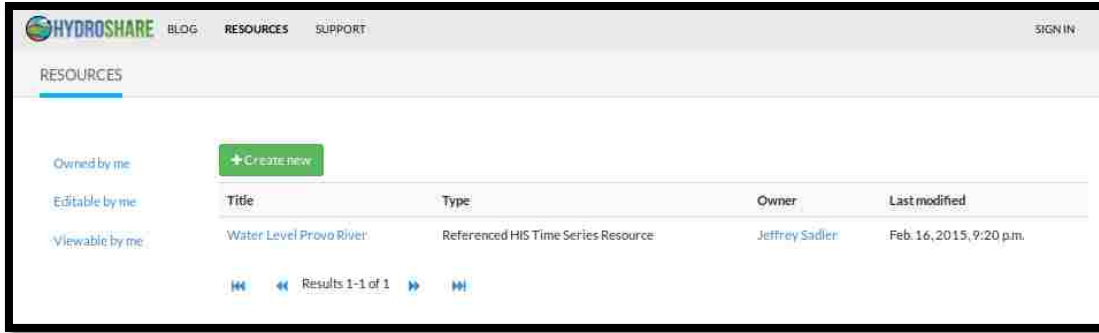 HYDROSHARE BLOG RESOURCES SUPPORT SIGN IN
RESOURCES
Owned by me
Editable by me
Viewable by me
+Create new
Title Type Owner Last modified
Water Level Provo River Referenced HIS Time Series Resource Jeffrey Sadler Feb. 16, 2015, 9:20 p.m.
Results 1-1 of 1